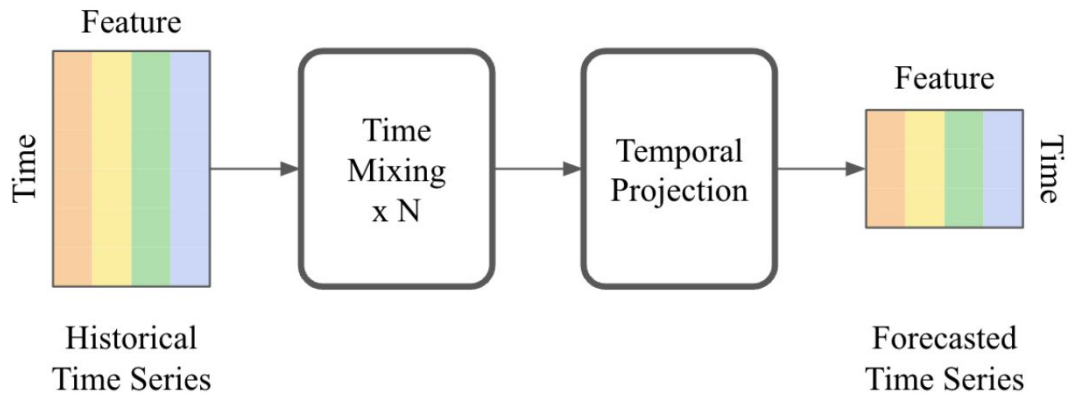 Feature
Time
Time
Mixing
x N
Temporal
Projection
Feature
Time
Historical
Time Series
Forecasted
Time Series